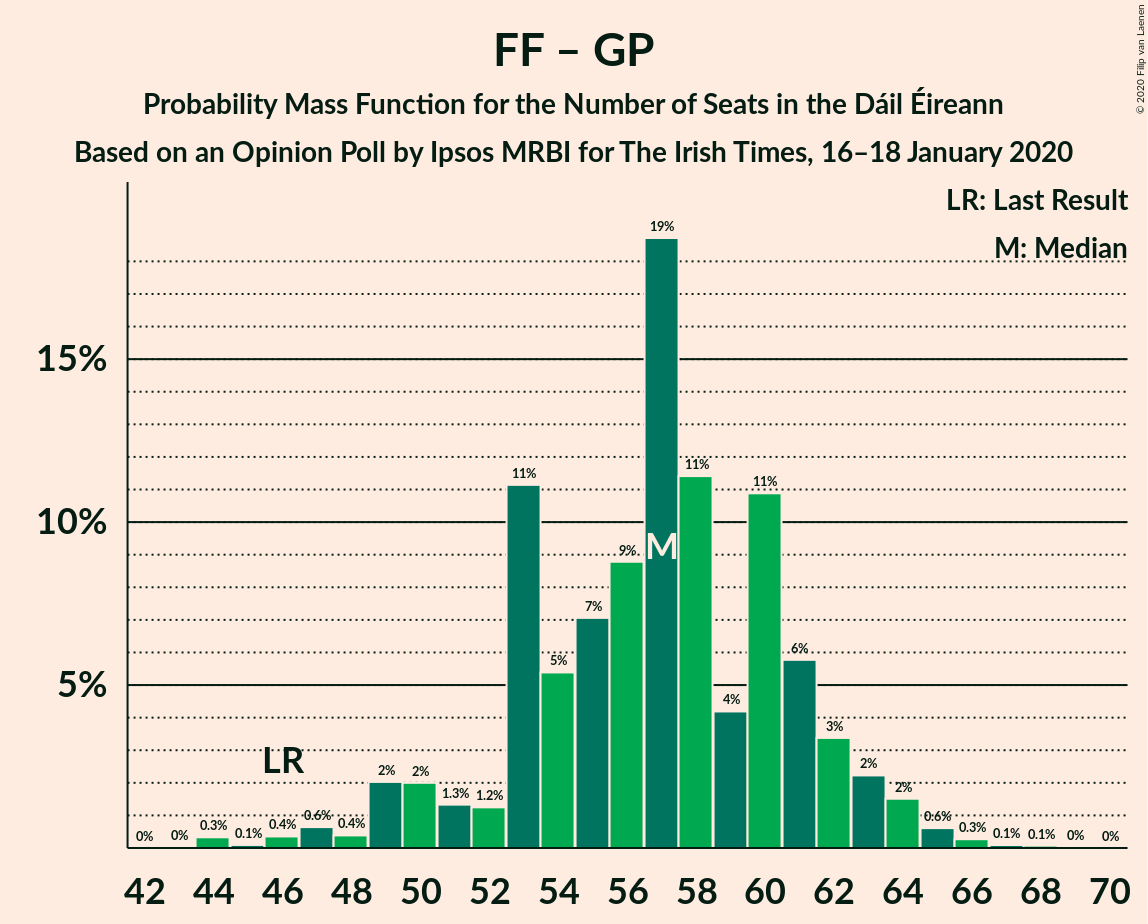 © 2020 Filip van Laenen
FF – GP
Probability Mass Function for the Number of Seats in the Dáil Éireann
Based on an Opinion Poll by Ipsos MRBI for The Irish Times, 16–18 January 2020
LR: Last Result
M: Median
15%
10%
5%
LR
M
0% 0% 0.3% 0.1% 0.4% 0.6% 0.4% 2% 2% 1.3% 1.2% 11% 5% 7% 9% 19% 11% 4% 11% 6% 3% 2% 2% 0.6% 0.3% 0.1% 0.1% 0% 0%
42 44 46 48 50 52 54 56 58 60 62 64 66 68 70